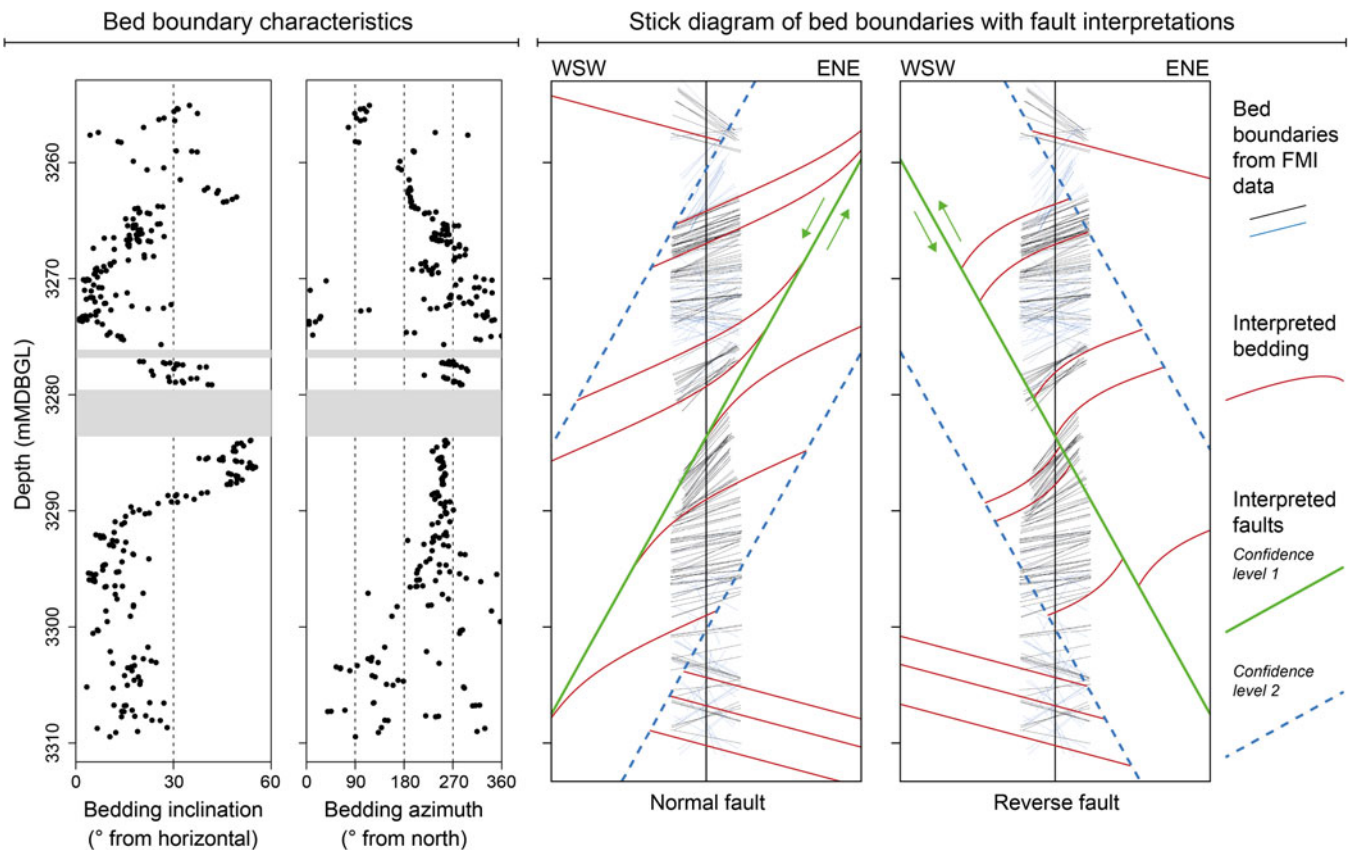 Bed boundary characteristics
Stick diagram of bed boundaries with fault interpretations
WSW
ENE
WSW
ENE
Depth (mMDBGL)
3260
3270
3280
3290
3300
3310
0
30
60
0
90
180
270
360
Bedding inclination
(° from horizontal)
Bedding azimuth
(° from north)
Normal fault
Reverse fault
Bed
boundaries
from FMI
data
Interpreted
bedding
Interpreted
faults
Confidence
level 1
Confidence
level 2